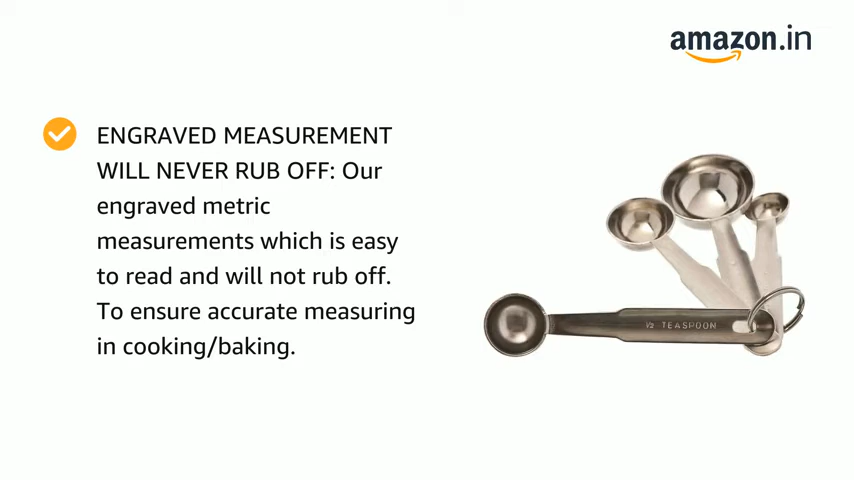 amazon.in
ENGRAVED MEASUREMENT
WILL NEVER RUB OFF: Our
engraved metric
measurements which is easy
to read and will not rub off.
To ensure accurate measuring
in cooking/baking.
½ TEASPOON